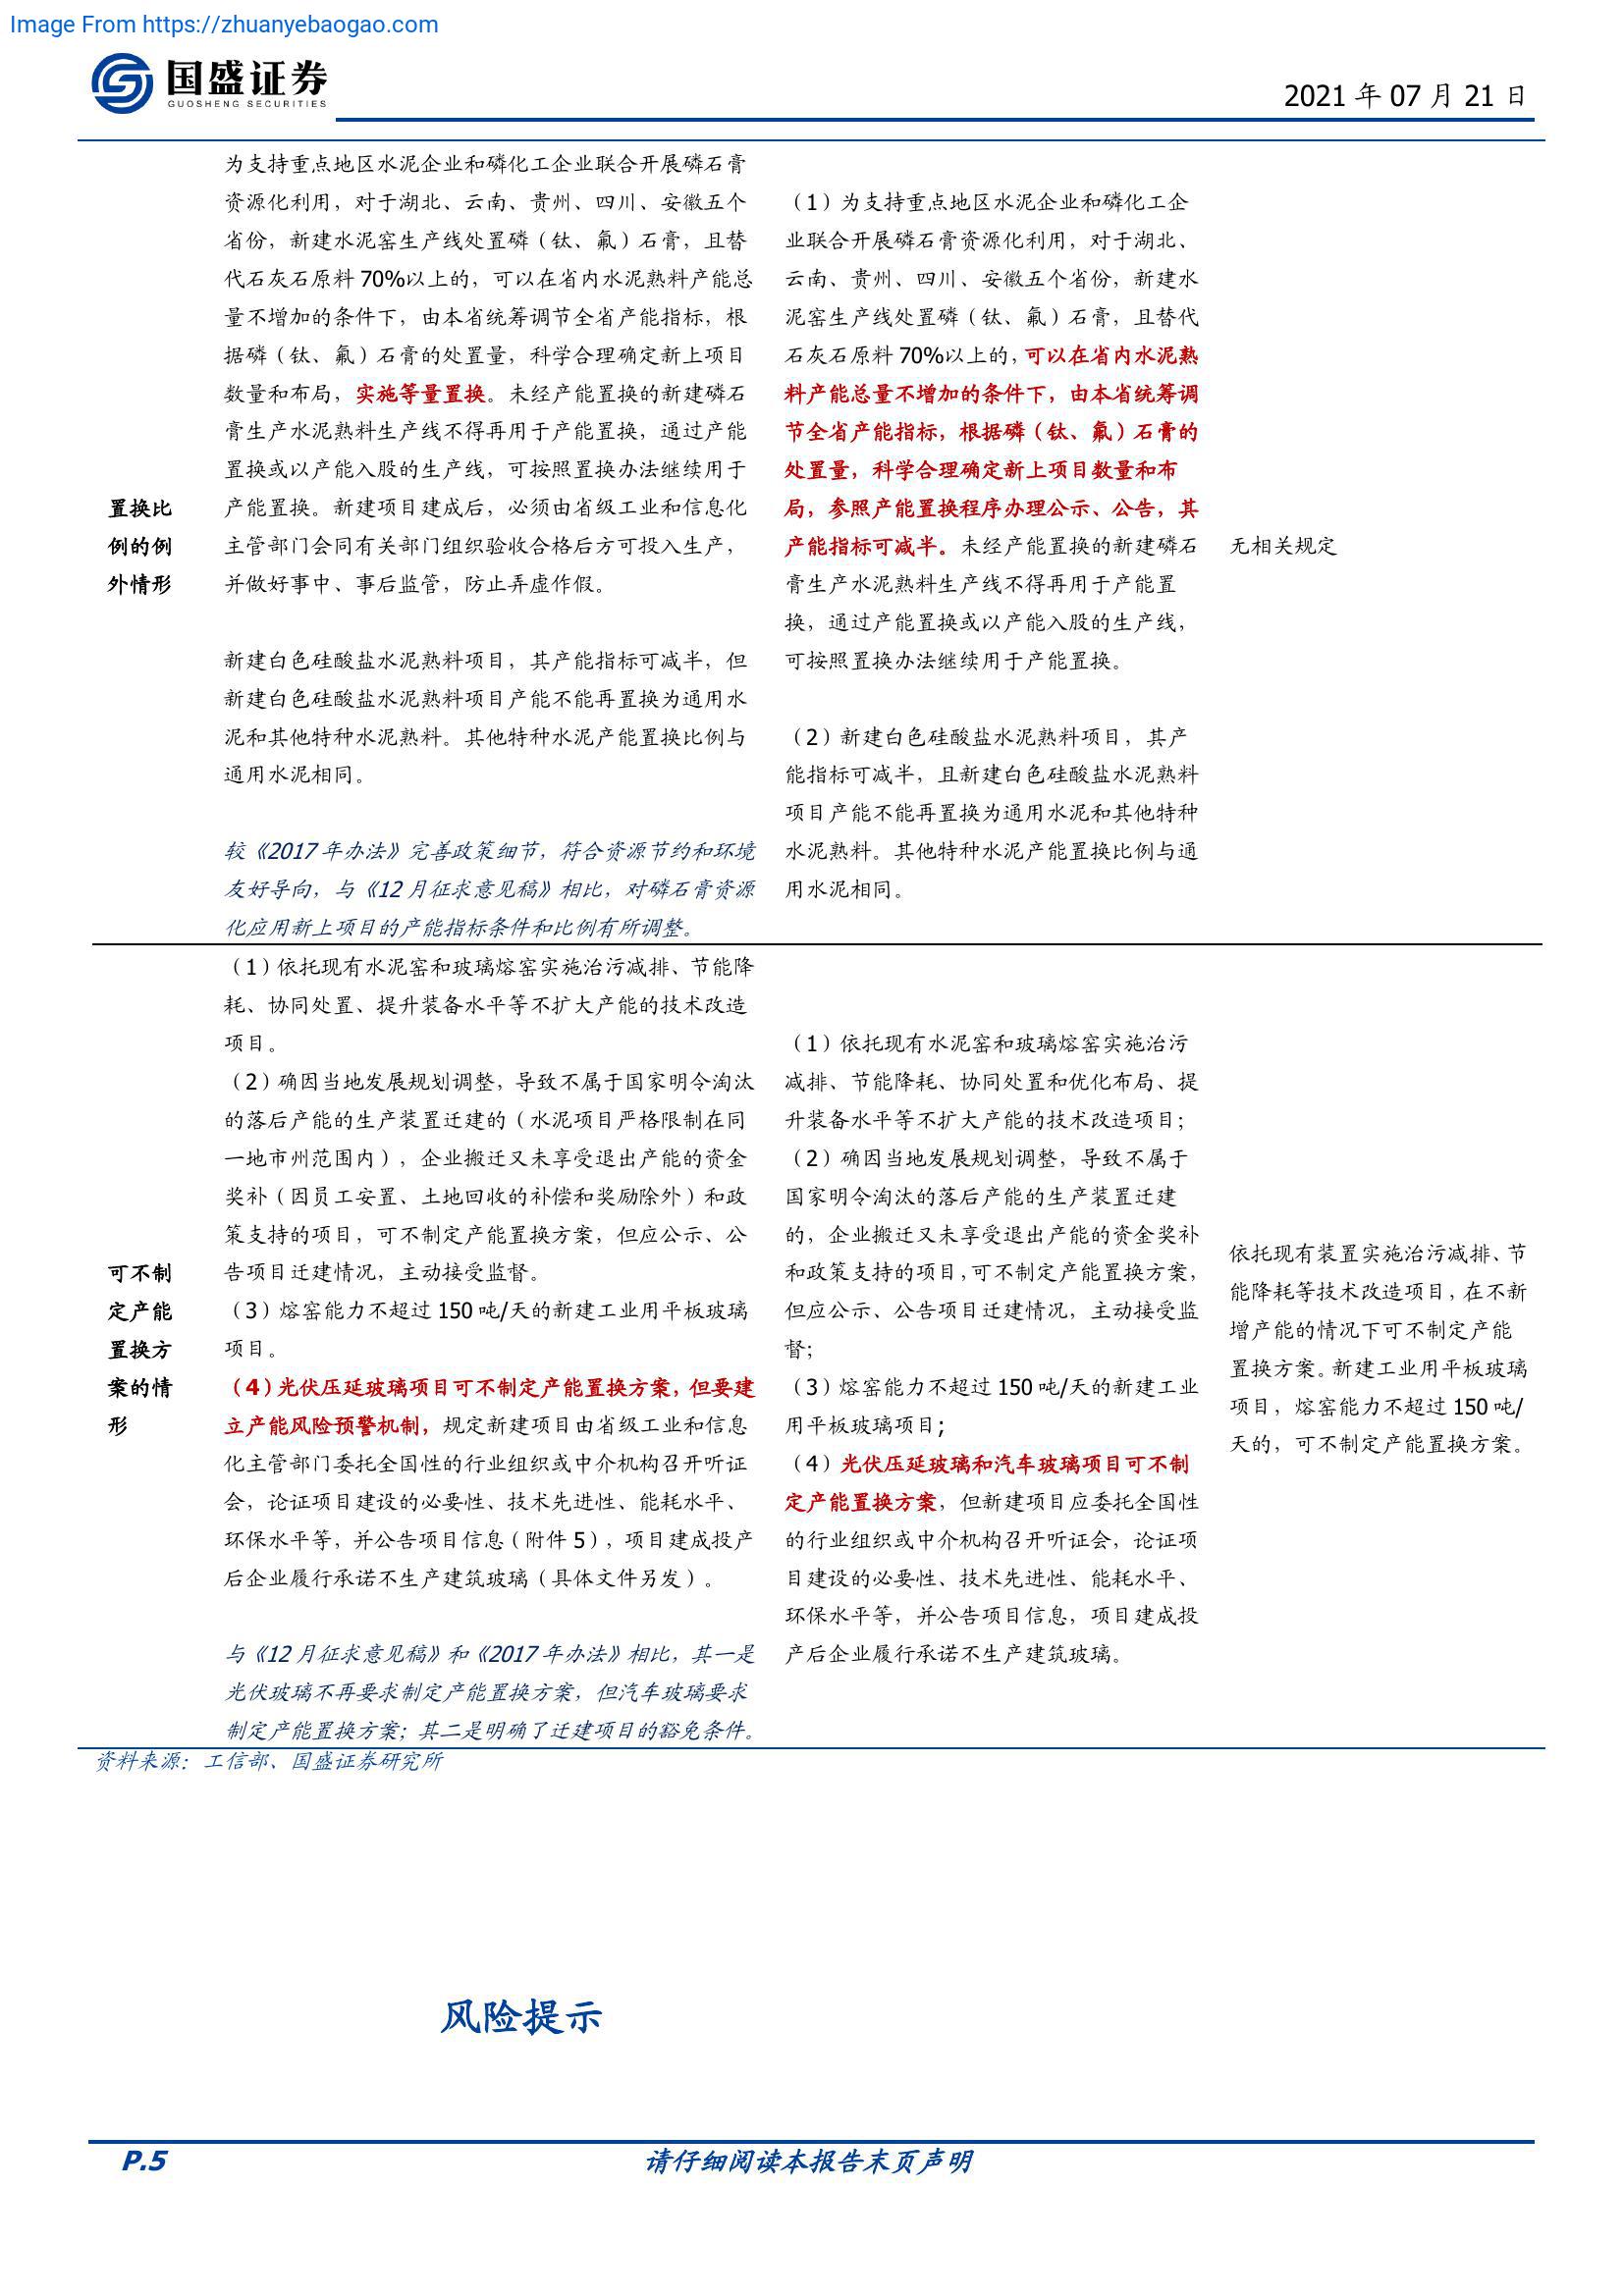 Image From https://zhuanyebaogao.com
国盛证券
GUOSHENG SECURITIES
2021 年 07 月 21 日
置换比
例的例
外情形
为支持重点地区水泥企业和磷化工企业联合开展磷石膏
资源化利用，对于湖北、云南、贵州、四川、安徽五个
省份，新建水泥窑生产线处置磷（钛、氟）石膏，且替
代石灰石原料 70%以上的，可以在省内水泥熟料产能总
量不增加的条件下，由本省统筹调节全省产能指标，根
据磷（钛、氟）石膏的处置量，科学合理确定新上项目
数量和布局，实施等量置换。未经产能置换的新建磷石
膏生产水泥熟料生产线不得再用于产能置换，通过产能
置换或以产能入股的生产线，可按照置换办法继续用于
产能置换。新建项目建成后，必须由省级工业和信息化
主管部门会同有关部门组织验收合格后方可投入生产，
并做好事中、事后监管，防止弄虚作假。
新建白色硅酸盐水泥熟料项目，其产能指标可减半，但
新建白色硅酸盐水泥熟料项目产能不能再置换为通用水
泥和其他特种水泥熟料。其他特种水泥产能置换比例与
通用水泥相同。
较《2017 年办法》完善政策细节，符合资源节约和环境
友好导向，与《12 月征求意见稿》相比，对磷石膏资源
化应用新上项目的产能指标条件和比例有所调整。
（1）为支持重点地区水泥企业和磷化工企
业联合开展磷石膏资源化利用，对于湖北、
云南、贵州、四川、安徽五个省份，新建水
泥窑生产线处置磷（钛、氟）石膏，且替代
石灰石原料 70%以上的，可以在省内水泥熟
料产能总量不增加的条件下，由本省统筹调
节全省产能指标，根据磷（钛、氟）石膏的
处置量，科学合理确定新上项目数量和布
局，参照产能置换程序办理公示、公告，其
产能指标可减半。未经产能置换的新建磷石
膏生产水泥熟料生产线不得再用于产能置
换，通过产能置换或以产能入股的生产线，
可按照置换办法继续用于产能置换。
（2）新建白色硅酸盐水泥熟料项目，其产
能指标可减半，且新建白色硅酸盐水泥熟料
项目产能不能再置换为通用水泥和其他特种
水泥熟料。其他特种水泥产能置换比例与通
用水泥相同。
无相关规定
可不制
定产能
置换方
案的情
形
（1）依托现有水泥窑和玻璃熔窑实施治污减排、节能降
耗、协同处置、提升装备水平等不扩大产能的技术改造
项目。
（2）确因当地发展规划调整，导致不属于国家明令淘汰
的落后产能的生产装置迁建的（水泥项目严格限制在同
一地市州范围内），企业搬迁又未享受退出产能的资金
奖补（因员工安置、土地回收的补偿和奖励除外）和政
策支持的项目，可不制定产能置换方案，但应公示、公
告项目迁建情况，主动接受监督。
（3）熔窑能力不超过 150 吨/天的新建工业用平板玻璃
项目。
（4）光伏压延玻璃项目可不制定产能置换方案，但要建
立产能风险预警机制，规定新建项目由省级工业和信息
化主管部门委托全国性的行业组织或中介机构召开听证
会，论证项目建设的必要性、技术先进性、能耗水平、
环保水平等，并公告项目信息（附件 5），项目建成投产
后企业履行承诺不生产建筑玻璃（具体文件另发）。
与《12 月征求意见稿》和《2017 年办法》相比，其一是
光伏玻璃不再要求制定产能置换方案，但汽车玻璃要求
制定产能置换方案；其二是明确了迁建项目的豁免条件。
（1）依托现有水泥窑和玻璃熔窑实施治污
减排、节能降耗、协同处置和优化布局、提
升装备水平等不扩大产能的技术改造项目；
（2）确因当地发展规划调整，导致不属于
国家明令淘汰的落后产能的生产装置迁建
的，企业搬迁又未享受退出产能的资金奖补
和政策支持的项目，可不制定产能置换方案，
但应公示、公告项目迁建情况，主动接受监
督；
（3）熔窑能力不超过 150 吨/天的新建工业
用平板玻璃项目；
（4）光伏压延玻璃和汽车玻璃项目可不制
定产能置换方案，但新建项目应委托全国性
的行业组织或中介机构召开听证会，论证项
目建设的必要性、技术先进性、能耗水平、
环保水平等，并公告项目信息，项目建成投
产后企业履行承诺不生产建筑玻璃。
依托现有装置实施治污减排、节
能降耗等技术改造项目，在不新
增产能的情况下可不制定产能
置换方案。新建工业用平板玻璃
项目，熔窑能力不超过 150 吨/
天的，可不制定产能置换方案。
资料来源：工信部、国盛证券研究所
风险提示
P.5
请仔细阅读本报告末页声明